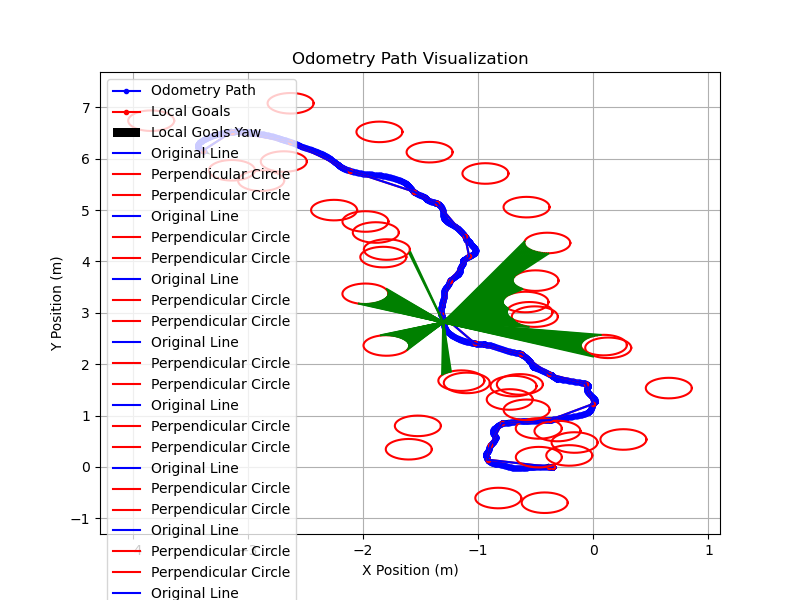 Odometry Path Visualization
Odometry Path
Local Goals
Local Goals Yaw
Original Line
Perpendicular Circle
Perpendicular Circle
Original Line
Perpendicular Circle
Perpendicular Circle
Original Line
Perpendicular Circle
Perpendicular Circle
Original Line
Perpendicular Circle
Perpendicular Circle
Original Line
Perpendicular Circle
Perpendicular Circle
Original Line
Perpendicular Circle
Perpendicular Circle
Original Line
Perpendicular Circle
Perpendicular Circle
Original Line
7
6
5
4
3
2
1
0
−1
Y Position (m)
−4 −3 −2 −1 0 1
X Position (m)